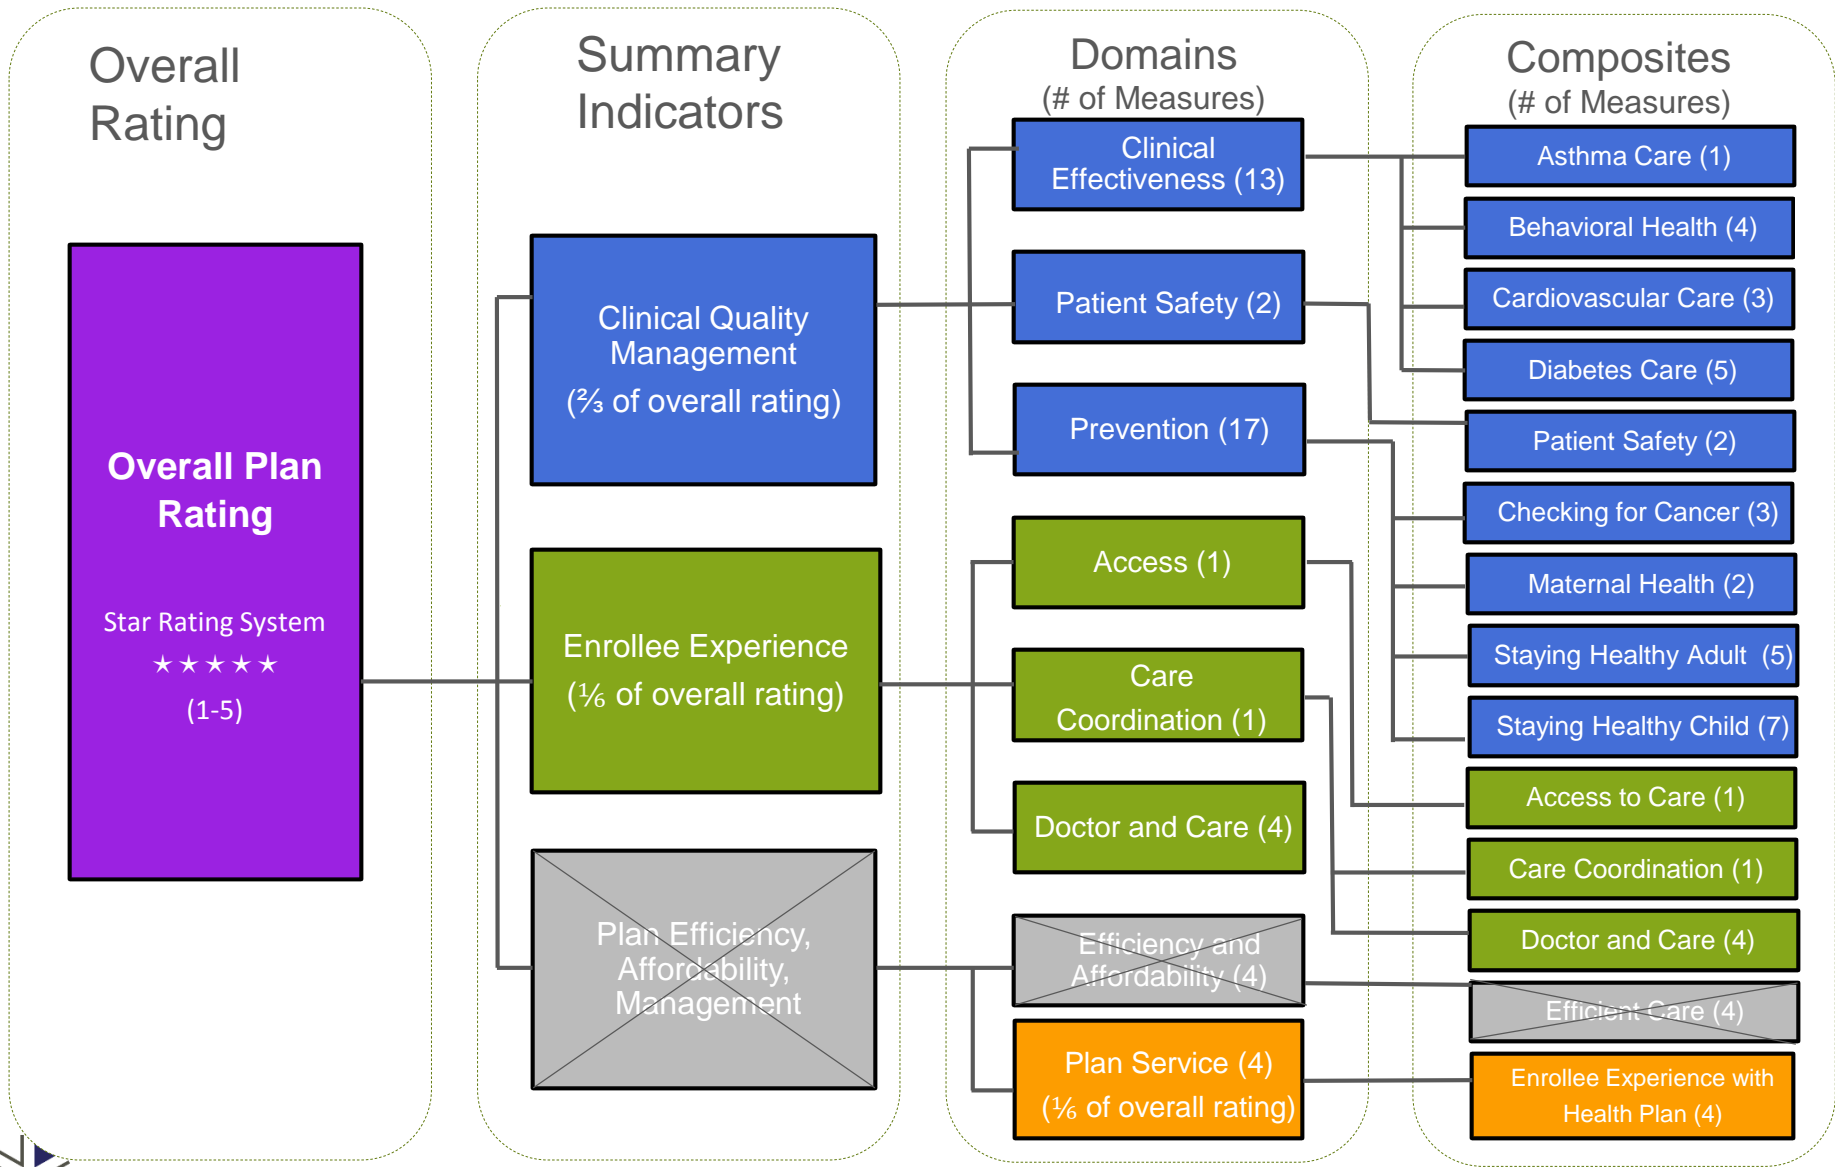 Overall
Rating
Overall Plan
Rating
Star Rating System
★★★★★
(1-5)
Summary
Indicators
Clinical Quality
Management
(⅔ of overall rating)
Enrollee Experience
(⅙ of overall rating)
Plan Efficiency,
Affordability,
Management
Domains
(# of Measures)
Clinical
Effectiveness (13)
Patient Safety (2)
Prevention (17)
Access (1)
Care
Coordination (1)
Doctor and Care (4)
Efficiency and
Affordability (4)
Plan Service (4)
(⅙ of overall rating)
Composites
(# of Measures)
Asthma Care (1)
Behavioral Health (4)
Cardiovascular Care (3)
Diabetes Care (5)
Patient Safety (2)
Checking for Cancer (3)
Maternal Health (2)
Staying Healthy Adult (5)
Staying Healthy Child (7)
Access to Care (1)
Care Coordination (1)
Doctor and Care (4)
Efficient Care (4)
Enrollee Experience with
Health Plan (4)